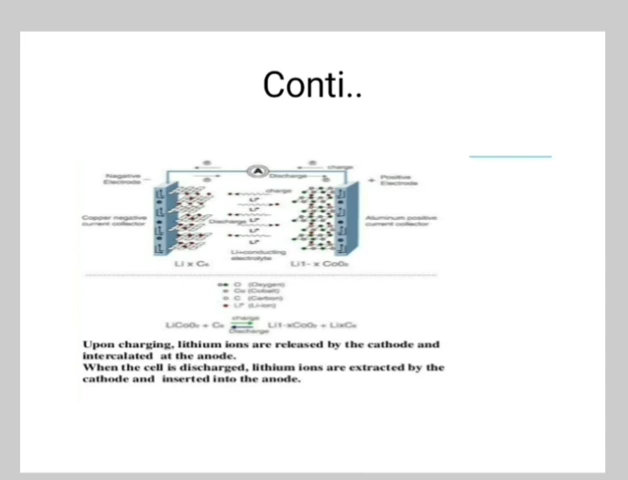 Conti..
charge
Discharge
Negative
Electrode
Positive
Electrode
charge
Copper negative
current collector
Discharge
Aluminum positive
current collector
Li-conducting
electrolyte
Li x C₆
Li1- x CoO₂
O (Oxygen)
Co (Cobalt)
C (Carbon)
Li⁺ (Li-ion)
charge
LiCoO₂ + C₆ Li1-xCoO₂ + LixC₆
Discharge
Upon charging, lithium ions are released by the cathode and
intercalated at the anode.
When the cell is discharged, lithium ions are extracted by the
cathode and inserted into the anode.